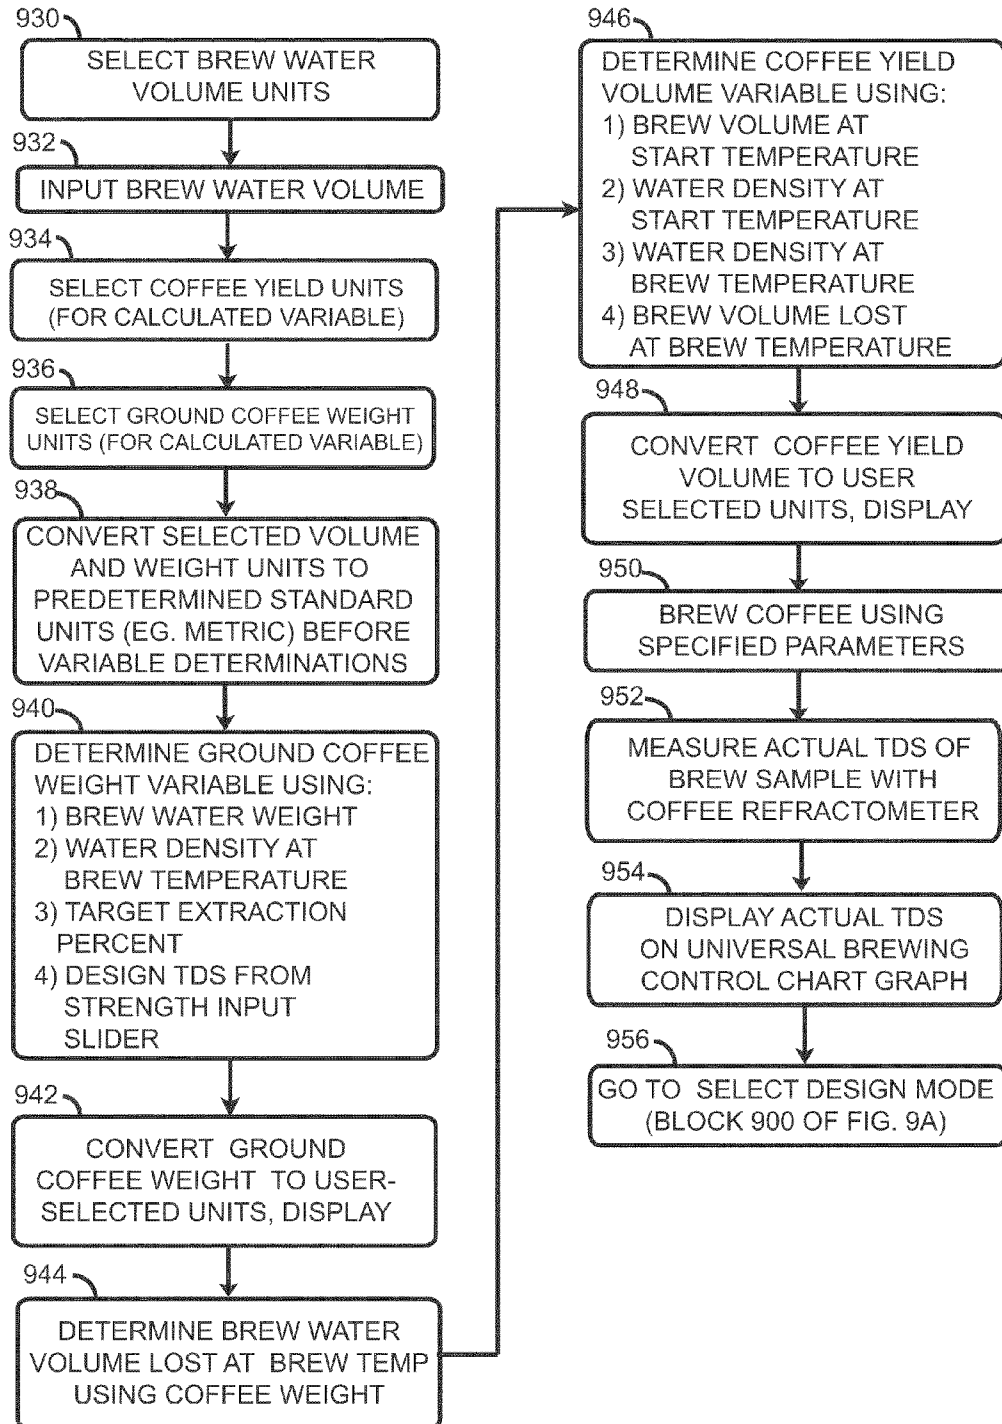 930
SELECT BREW WATER
VOLUME UNITS
932
INPUT BREW WATER VOLUME
934
SELECT COFFEE YIELD UNITS
(FOR CALCULATED VARIABLE)
936
SELECT GROUND COFFEE WEIGHT
UNITS (FOR CALCULATED VARIABLE)
938
CONVERT SELECTED VOLUME
AND WEIGHT UNITS TO
PREDETERMINED STANDARD
UNITS (EG. METRIC) BEFORE
VARIABLE DETERMINATIONS
940
DETERMINE GROUND COFFEE
WEIGHT VARIABLE USING:
1) BREW WATER WEIGHT
2) WATER DENSITY AT
BREW TEMPERATURE
3) TARGET EXTRACTION
PERCENT
4) DESIGN TDS FROM
STRENGTH INPUT
SLIDER
942
CONVERT GROUND
COFFEE WEIGHT TO USER-
SELECTED UNITS, DISPLAY
944
DETERMINE BREW WATER
VOLUME LOST AT BREW TEMP
USING COFFEE WEIGHT
946
DETERMINE COFFEE YIELD
VOLUME VARIABLE USING:
1) BREW VOLUME AT
START TEMPERATURE
2) WATER DENSITY AT
START TEMPERATURE
3) WATER DENSITY AT
BREW TEMPERATURE
4) BREW VOLUME LOST
AT BREW TEMPERATURE
948
CONVERT COFFEE YIELD
VOLUME TO USER
SELECTED UNITS, DISPLAY
950
BREW COFFEE USING
SPECIFIED PARAMETERS
952
MEASURE ACTUAL TDS OF
BREW SAMPLE WITH
COFFEE REFRACTOMETER
954
DISPLAY ACTUAL TDS
ON UNIVERSAL BREWING
CONTROL CHART GRAPH
956
GO TO SELECT DESIGN MODE
(BLOCK 900 OF FIG. 9A)